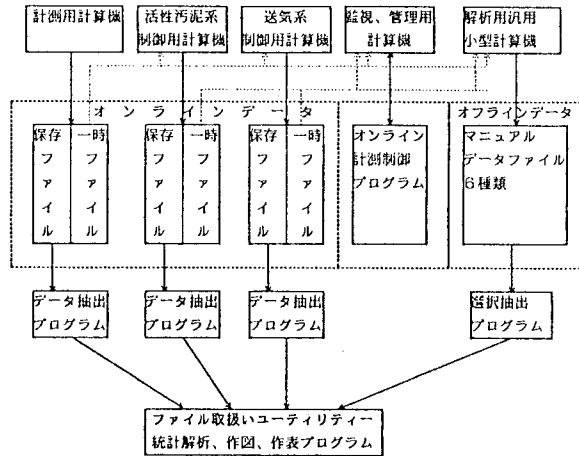 計測用計算機
活性汚泥系
制御用計算機
送気系
制御用計算機
監視、管理用
計算機
解析用汎用
小型計算機
オンラインデータ
オフラインデータ
保存ファイル
一時ファイル
保存ファイル
一時ファイル
保存ファイル
一時ファイル
オンライン
計測制御
プログラム
マニュアル
データファイル
6種類
データ抽出
プログラム
データ抽出
プログラム
データ抽出
プログラム
選択抽出
プログラム
ファイル取扱いユーティリティー
統計解析、作図、作表プログラム